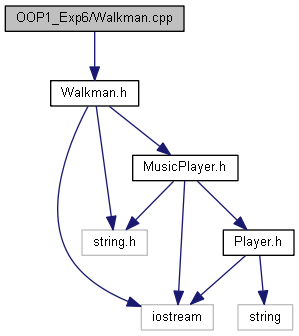 OOP1_Exp6/Walkman.cpp
Walkman.h
MusicPlayer.h
string.h
Player.h
iostream
string